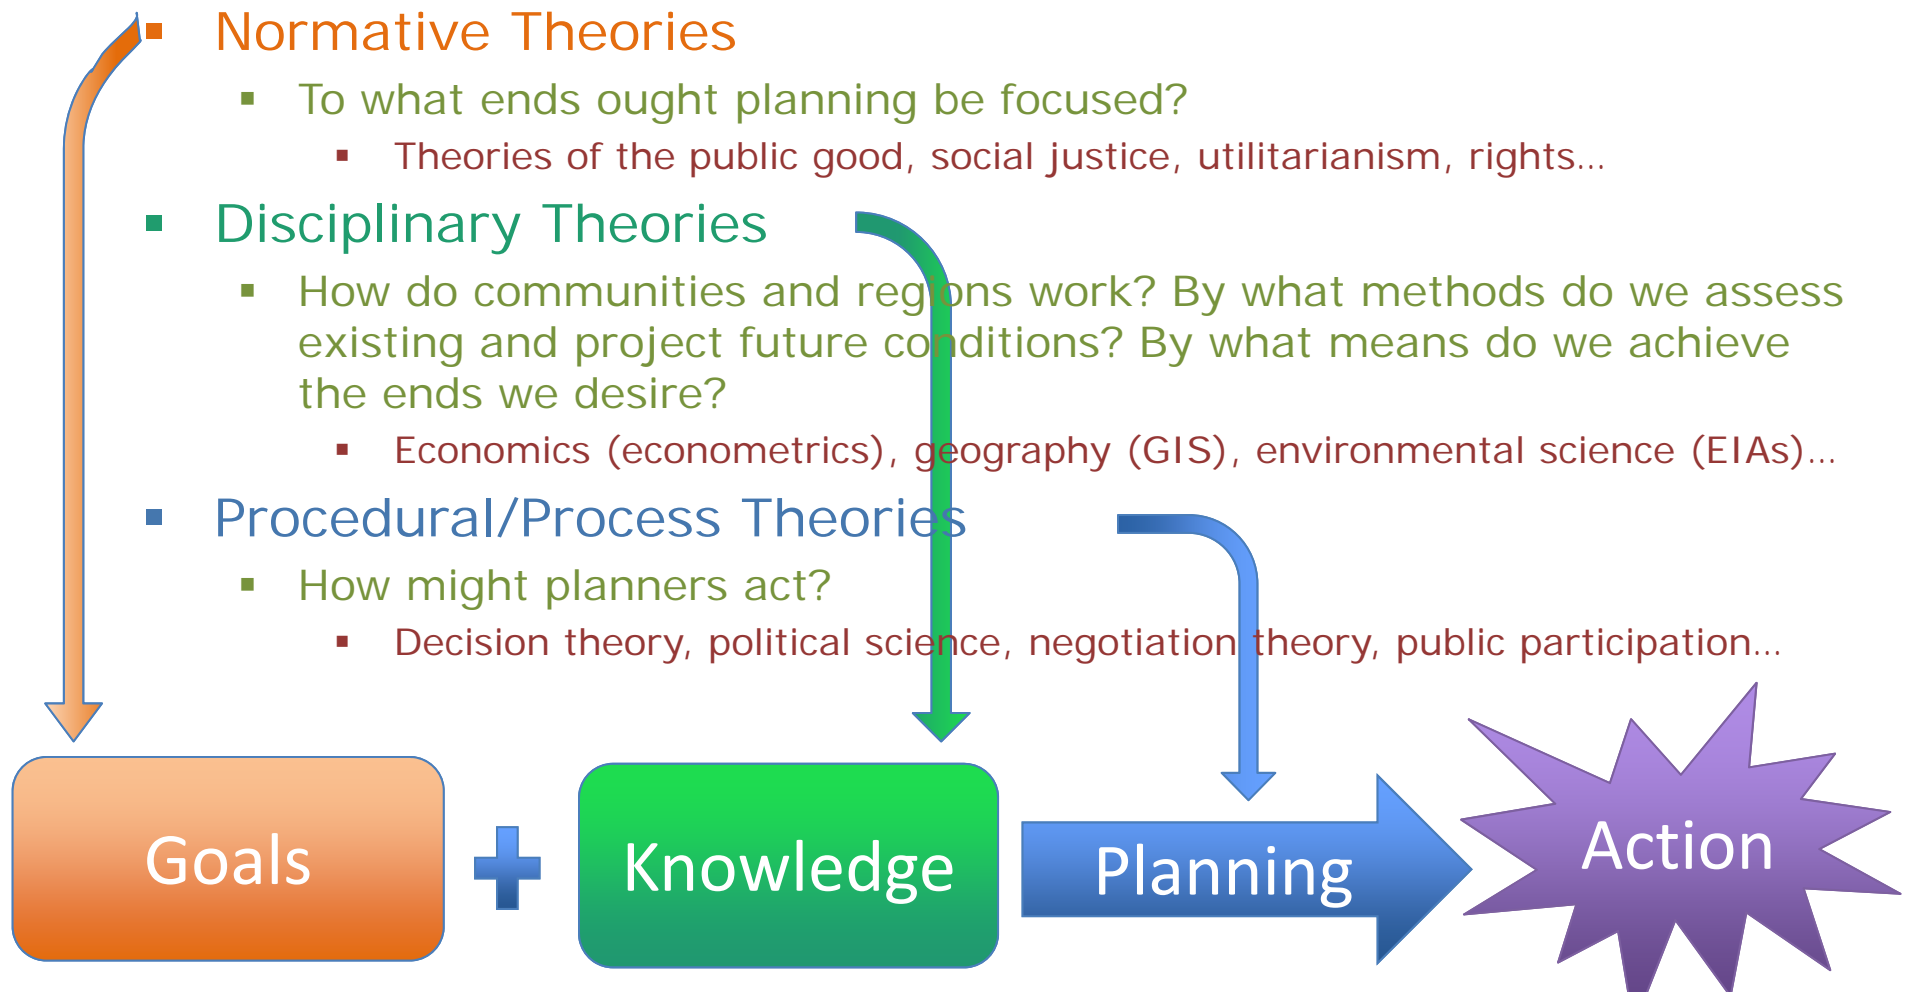 Normative Theories
To what ends ought planning be focused?
Theories of the public good, social justice, utilitarianism, rights…
Disciplinary Theories
How do communities and regions work? By what methods do we assess
existing and project future conditions? By what means do we achieve
the ends we desire?
Economics (econometrics), geography (GIS), environmental science (EIAs)…
Procedural/Process Theories
How might planners act?
Decision theory, political science, negotiation theory, public participation…
Goals
Knowledge
Planning
Action